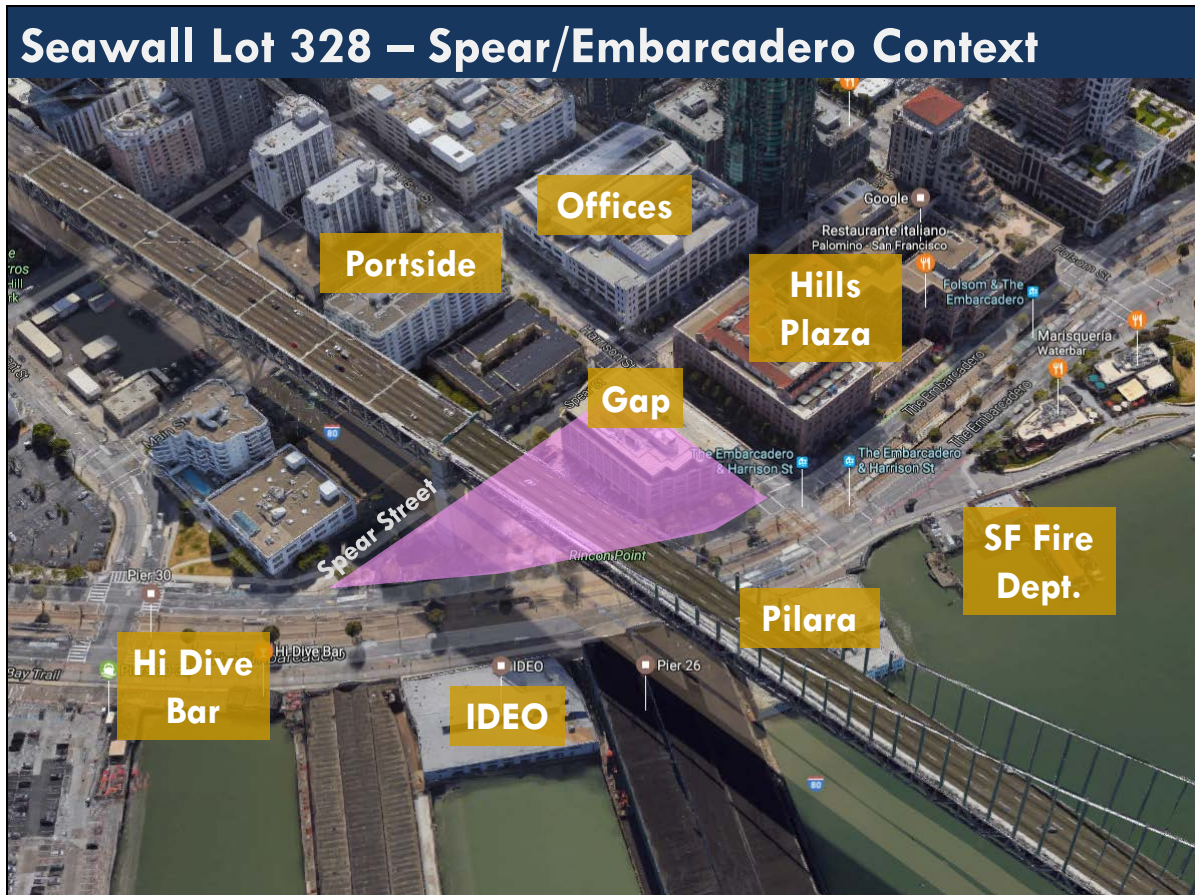 Seawall Lot 328 – Spear/Embarcadero Context
Offices
Google
Restaurante italiano
Palomino - San Francisco
Portside
Hills
Plaza
Folsom St
Folsom & The
Embarcadero
Marisquería
Waterbar
The Embarcadero
The Embarcadero
Harrison St
Gap
80
Main St
The Embarcadero
& Harrison St
The Embarcadero
& Harrison St
Spear Street
Rincon Point
SF Fire
Dept.
Pier 30
Pilara
Hi Dive
Bar
Hi Dive Bar
Bay Trail
IDEO
IDEO
Pier 26
80